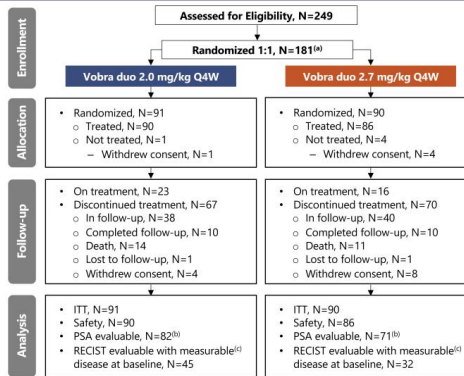 Assessed for Eligibility, N=249
Enrollment
Randomized 1:1, N=181(a)
Vobra duo 2.0 mg/kg Q4W
Vobra duo 2.7 mg/kg Q4W
Allocation
• Randomized, N=91
o Treated, N=90
o Not treated, N=1
– Withdrew consent, N=1
• Randomized, N=90
o Treated, N=86
o Not treated, N=4
– Withdrew consent, N=4
Follow-up
• On treatment, N=23
• Discontinued treatment, N=67
o In follow-up, N=38
o Completed follow-up, N=10
o Death, N=14
o Lost to follow-up, N=1
o Withdrew consent, N=4
• On treatment, N=16
• Discontinued treatment, N=70
o In follow-up, N=40
o Completed follow-up, N=10
o Death, N=11
o Lost to follow-up, N=1
o Withdrew consent, N=8
Analysis
• ITT, N=91
• Safety, N=90
• PSA evaluable, N=82(b)
• RECIST evaluable with measurable(c)
disease at baseline, N=45
• ITT, N=90
• Safety, N=86
• PSA evaluable, N=71(b)
• RECIST evaluable with measurable(c)
disease at baseline, N=32